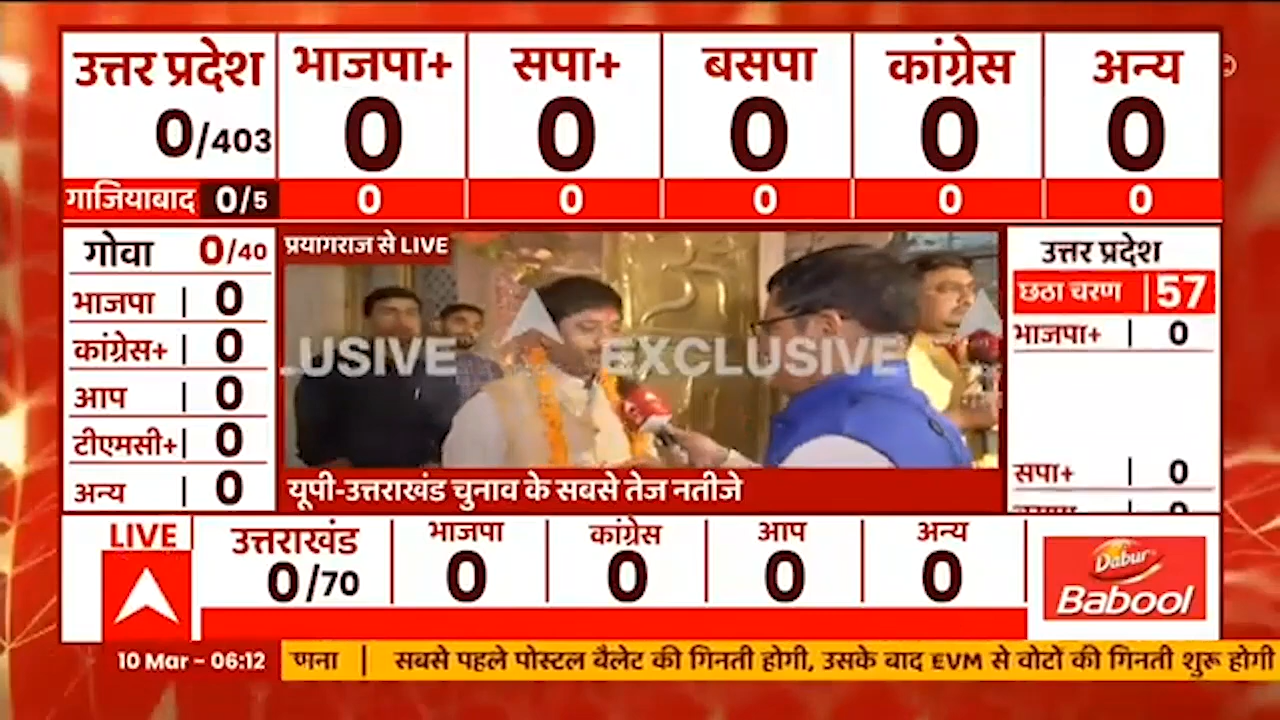 उत्तर प्रदेश
0/403
भाजपा+
0
सपा+
0
बसपा
0
कांग्रेस
0
अन्य
0
गाजियाबाद 0/5 0 0 0 0 0
गोवा 0/40
भाजपा 0
कांग्रेस+ 0
आप 0
टीएमसी+ 0
अन्य 0
प्रयागराज से LIVE
USIVE EXCLUSIVE
यूपी-उत्तराखंड चुनाव के सबसे तेज नतीजे
उत्तर प्रदेश
छठा चरण 57
भाजपा+ 0
सपा+ 0
LIVE
उत्तराखंड
0/70
भाजपा
0
कांग्रेस
0
आप
0
अन्य
0
Dabur
Babool
10 Mar - 06:12
णना | सबसे पहले पोस्टल बैलेट की गिनती होगी, उसके बाद EVM से वोटों की गिनती शुरू होगी